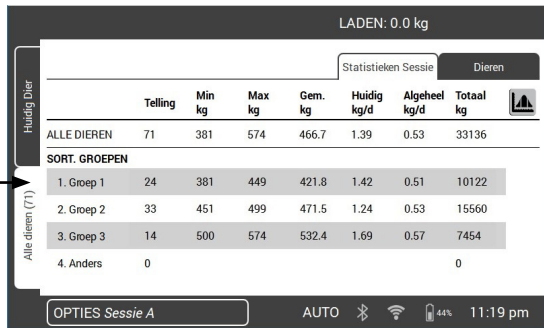 LADEN: 0.0 kg
Statistieken Sessie Dieren
Huidig Dier
Alle dieren (71)
Telling Min kg Max kg Gem. kg Huidig kg/d Algeheel kg/d Totaal kg
ALLE DIEREN 71 381 574 466.7 1.39 0.53 33136
SORT. GROEPEN
1. Groep 1 24 381 449 421.8 1.42 0.51 10122
2. Groep 2 33 451 499 471.5 1.24 0.53 15560
3. Groep 3 14 500 574 532.4 1.69 0.57 7454
4. Anders 0 0
OPTIES Sessie A AUTO 44% 11:19 pm